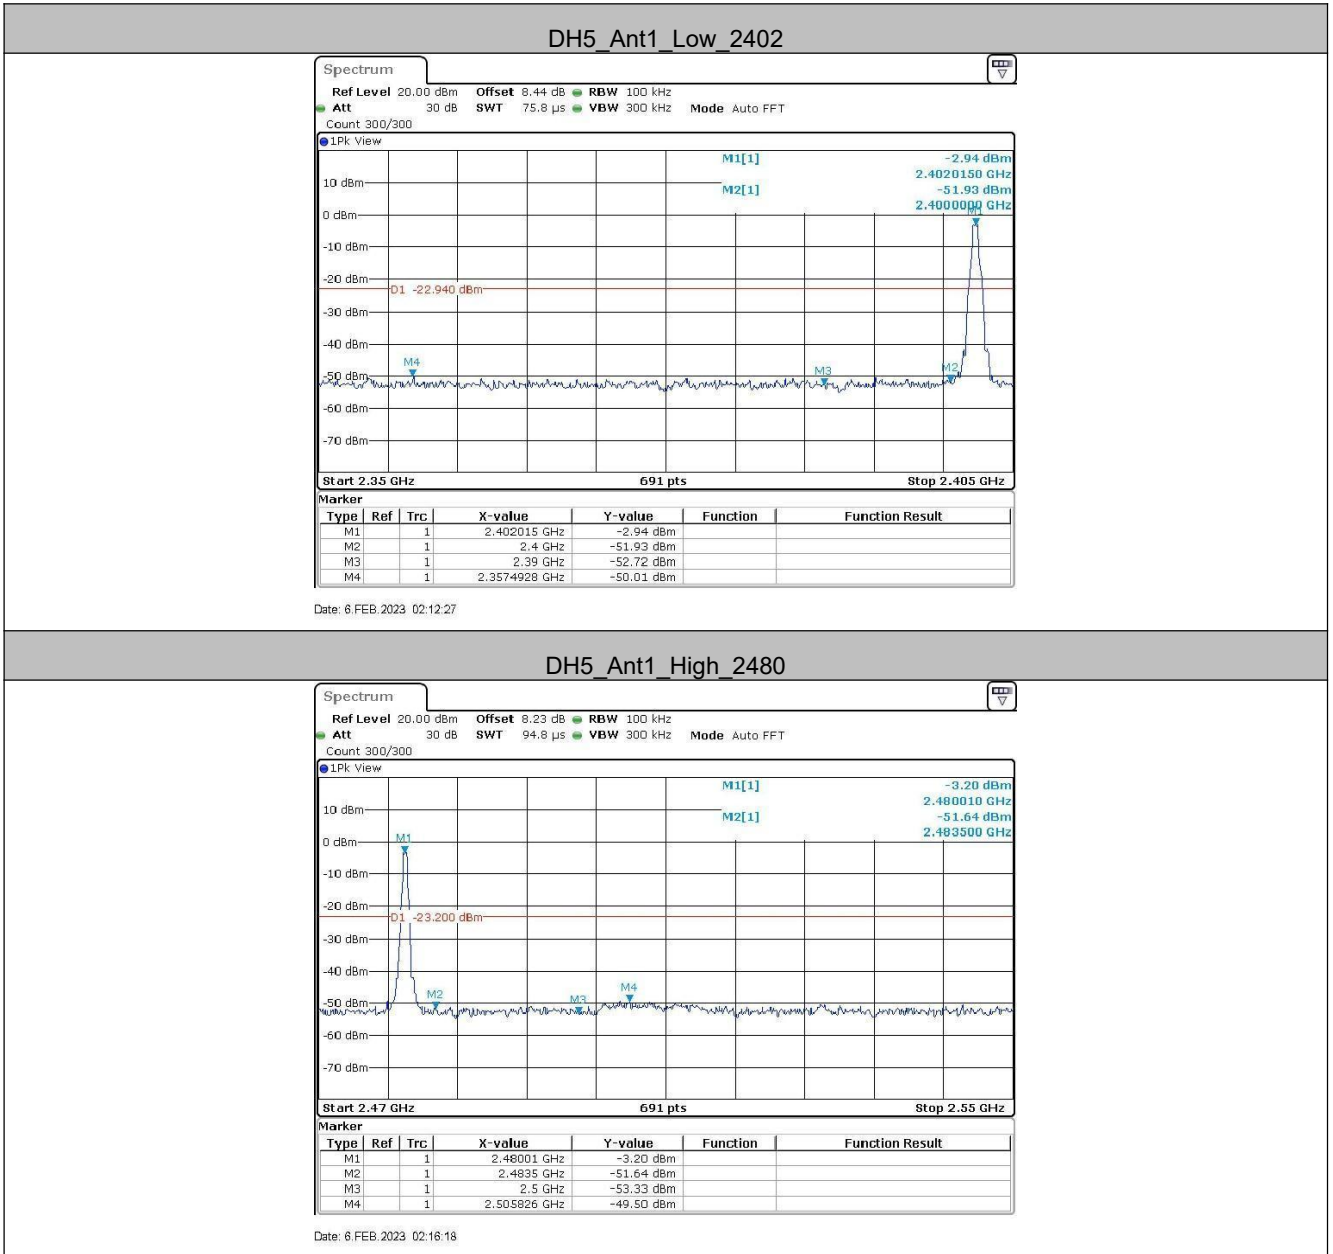 DH5_Ant1_Low_2402
Spectrum
Ref Level 20.00 dBm Offset 8.44 dB RBW 100 kHz
Att 30 dB SWT 75.8 µs VBW 300 kHz Mode Auto FFT
Count 300/300
1Pk View
M1[1] -2.94 dBm
2.4020150 GHz
10 dBm
M2[1] -51.93 dBm
2.4000000 GHz
M1
0 dBm
-10 dBm
-20 dBm
D1 -22.940 dBm
-30 dBm
-40 dBm
M4
M3
M2
-50 dBm
-60 dBm
-70 dBm
Start 2.35 GHz 691 pts Stop 2.405 GHz
Marker
Type Ref Trc X-value Y-value Function Function Result
M1 1 2.402015 GHz -2.94 dBm
M2 1 2.4 GHz -51.93 dBm
M3 1 2.39 GHz -52.72 dBm
M4 1 2.3574928 GHz -50.01 dBm
Date: 6.FEB.2023 02:12:27
DH5_Ant1_High_2480
Spectrum
Ref Level 20.00 dBm Offset 8.23 dB RBW 100 kHz
Att 30 dB SWT 94.8 µs VBW 300 kHz Mode Auto FFT
Count 300/300
1Pk View
M1[1] -3.20 dBm
2.480010 GHz
10 dBm
M2[1] -51.64 dBm
2.483500 GHz
M1
0 dBm
-10 dBm
-20 dBm
D1 -23.200 dBm
-30 dBm
-40 dBm
M4
M2
M3
-50 dBm
-60 dBm
-70 dBm
Start 2.47 GHz 691 pts Stop 2.55 GHz
Marker
Type Ref Trc X-value Y-value Function Function Result
M1 1 2.48001 GHz -3.20 dBm
M2 1 2.4835 GHz -51.64 dBm
M3 1 2.5 GHz -53.33 dBm
M4 1 2.505826 GHz -49.50 dBm
Date: 6.FEB.2023 02:16:18